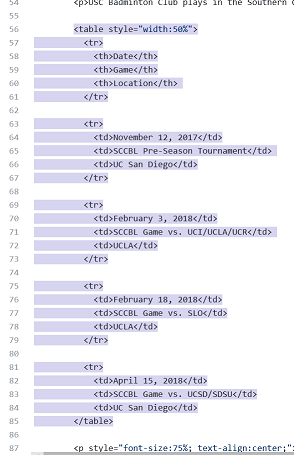 54 <p>USC Badminton Club plays in the Southern
55
56 <table style="width:50%">
57 <tr>
58 <th>Date</th>
59 <th>Game</th>
60 <th>Location</th>
61 </tr>
62
63 <tr>
64 <td>November 12, 2017</td>
65 <td>SCCBL Pre-Season Tournament</td>
66 <td>UC San Diego</td>
67 </tr>
68
69 <tr>
70 <td>February 3, 2018</td>
71 <td>SCCBL Game vs. UCI/UCLA/UCR</td>
72 <td>UCLA</td>
73 </tr>
74
75 <tr>
76 <td>February 18, 2018</td>
77 <td>SCCBL Game vs. SLO</td>
78 <td>UCLA</td>
79 </tr>
80
81 <tr>
82 <td>April 15, 2018</td>
83 <td>SCCBL Game vs. UCSD/SDSU</td>
84 <td>UC San Diego</td>
85 </table>
86
87 <p style="font-size:75%; text-align:center;"